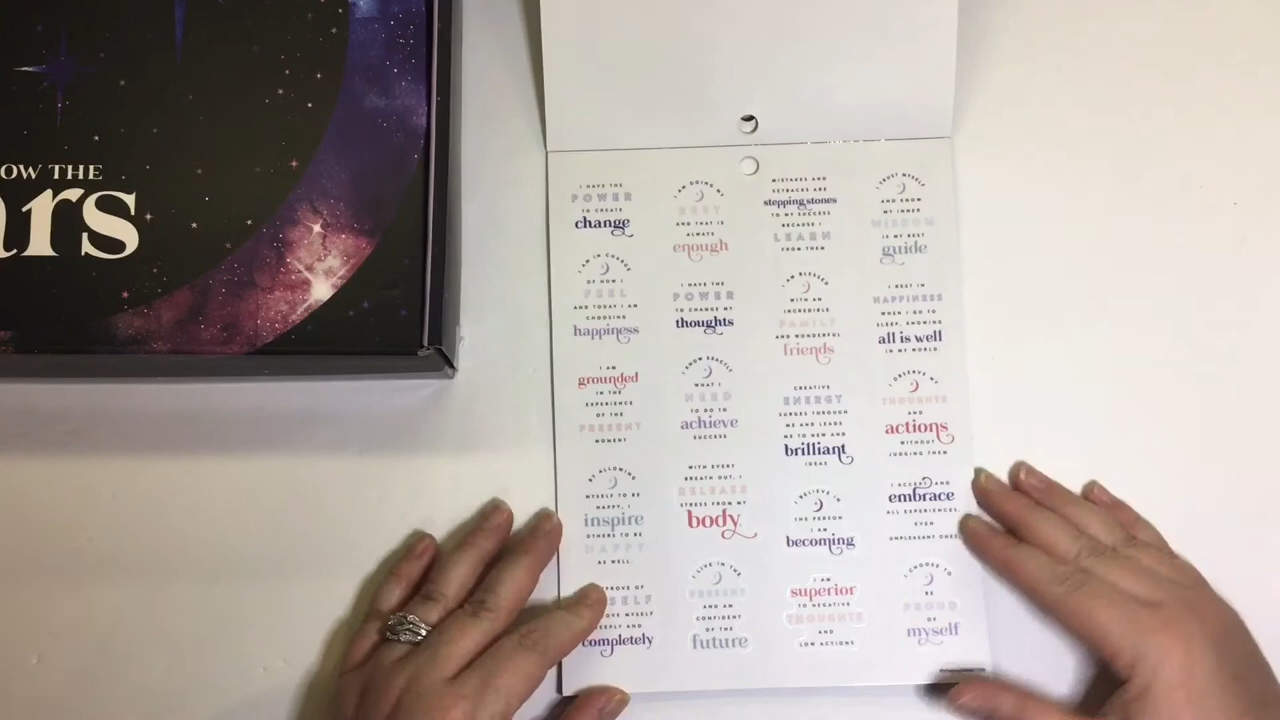 OW THE
ars
I HAVE THE
POWER
TO CREATE
change
I AM DOING MY
BEST
AND THAT IS
ALWAYS
enough
MISTAKES AND
SETBACKS ARE
stepping stones
TO MY SUCCESS
BECAUSE I
LEARN
FROM THEM
I TRUST MYSELF
AND KNOW
MY INNER
WISDOM
IS MY BEST
guide
I AM IN CHARGE
OF HOW I
FEEL
AND TODAY I AM
CHOOSING
happiness
I HAVE THE
POWER
TO CHANGE MY
thoughts
I AM BLESSED
WITH AN
INCREDIBLE
FAMILY
AND WONDERFUL
friends
I REST IN
HAPPINESS
WHEN I GO TO
SLEEP, KNOWING
all is well
IN MY WORLD
I AM
grounded
IN THE
EXPERIENCE
OF THE
PRESENT
MOMENT
I KNOW EXACTLY
WHAT I
NEED
TO DO TO
achieve
SUCCESS
CREATIVE
ENERGY
SURGES THROUGH
ME AND LEADS
ME TO NEW AND
brilliant
IDEAS
I OBSERVE MY
THOUGHTS
AND
actions
WITHOUT
JUDGING THEM
BY ALLOWING
MYSELF TO BE
HAPPY, I
inspire
OTHERS TO BE
HAPPY
AS WELL.
WITH EVERY
BREATH OUT, I
RELEASE
STRESS FROM MY
body.
I BELIEVE IN
THE PERSON
I AM
becoming
I ACCEPT AND
embrace
ALL EXPERIENCES,
EVEN
UNPLEASANT ONES
PROVE OF
SELF
OVE MYSELF
EEPLY AND
completely
I LIVE IN THE
PRESENT
AND AM
CONFIDENT
OF THE
future
I AM
superior
TO NEGATIVE
THOUGHTS
AND
LOW ACTIONS
I CHOOSE TO
BE
PROUD
OF
myself